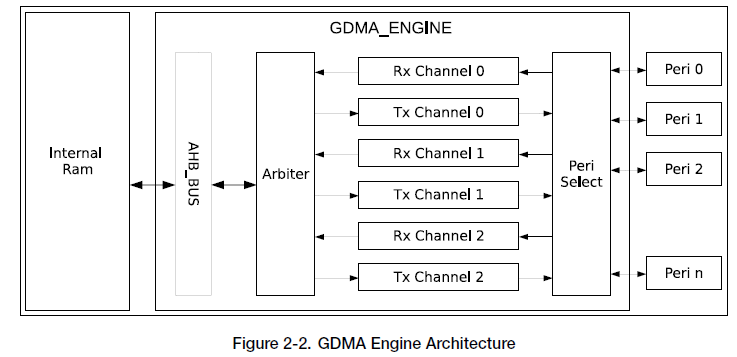 GDMA_ENGINE
Internal
Ram
AHB_BUS
Arbiter
Rx Channel 0
Tx Channel 0
Rx Channel 1
Tx Channel 1
Rx Channel 2
Tx Channel 2
Peri
Select
Peri 0
Peri 1
Peri 2
Peri n
Figure 2-2. GDMA Engine Architecture